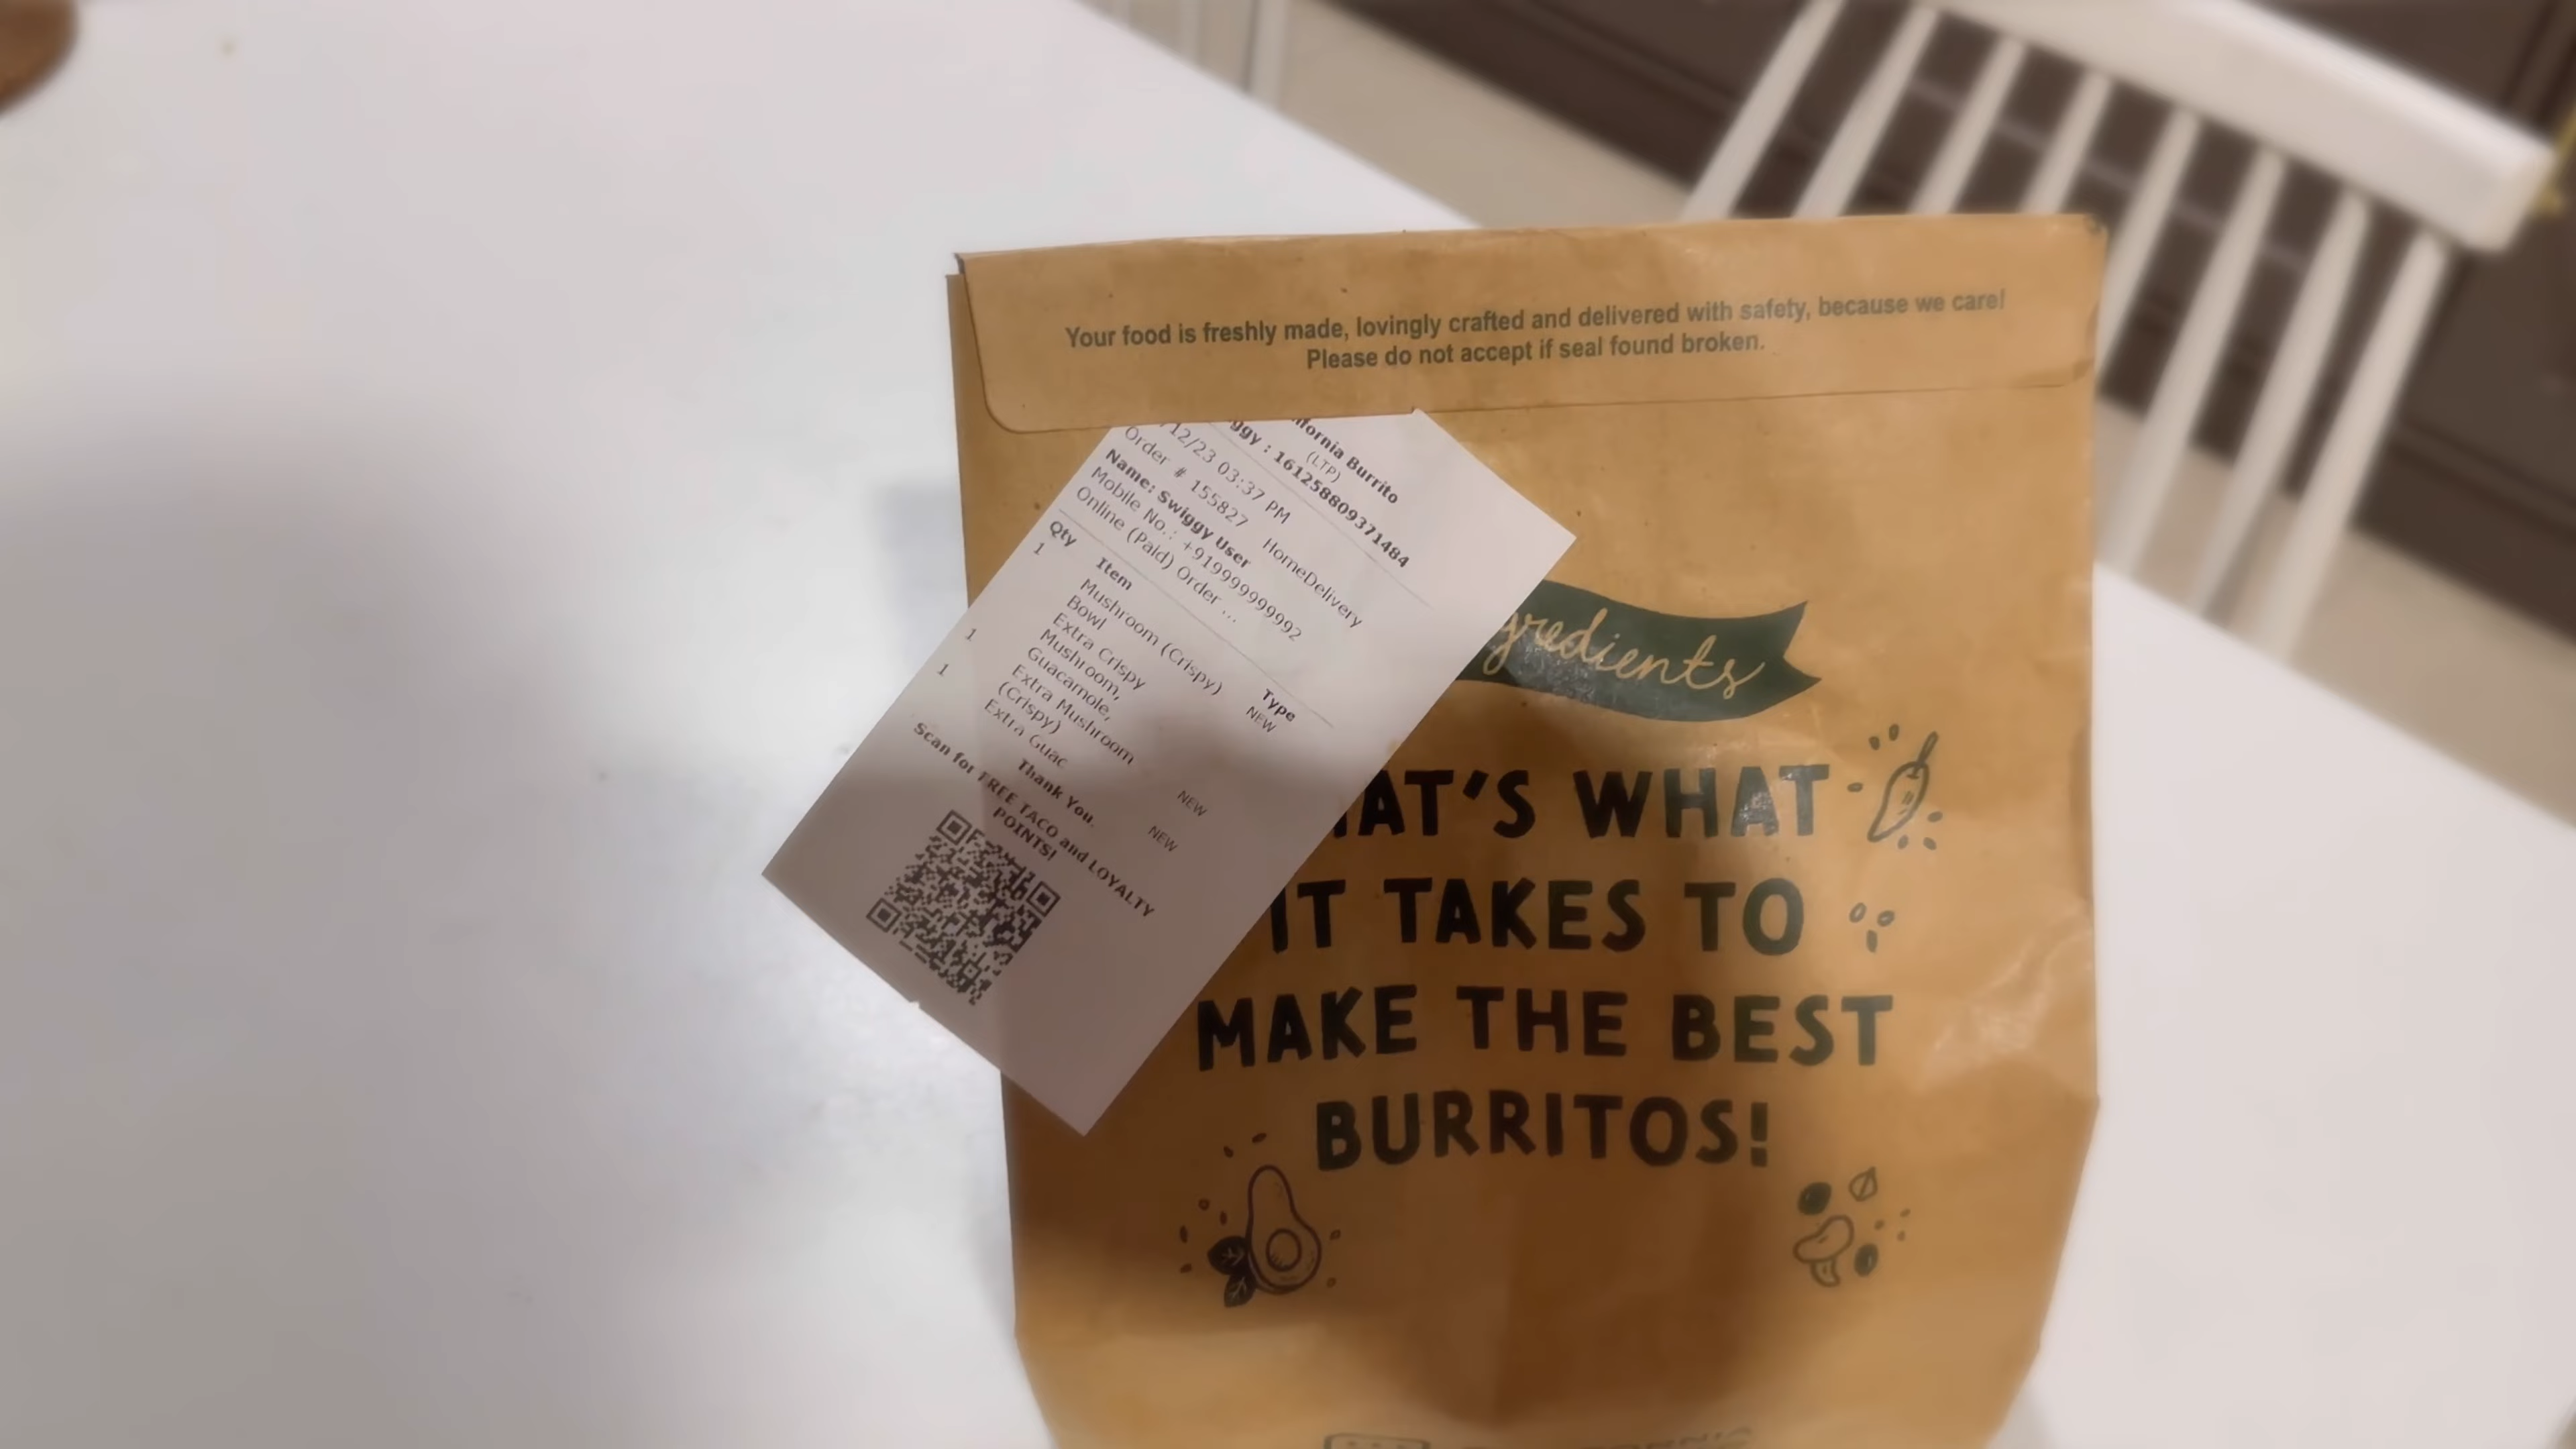 Your food is freshly made, lovingly crafted and delivered with safety, because we care!
Please do not accept if seal found broken.
ifornia Burrito
(LTP)
ggy : 161258809371484
/12/23 03:37 PM
Order # 155827 HomeDelivery
Name: Swiggy User
Mobile No.: +919999999992
Online (Paid) Order ...
Qty Item Type
1 Mushroom (Crispy) NEW
Bowl
Extra Crispy
Mushroom,
Guacamole,
1 Extra Mushroom NEW
(Crispy)
1 Extra Guac NEW
Thank You.
Scan for FREE TACO and LOYALTY
POINTS!
gredients
AT'S WHAT
IT TAKES TO
MAKE THE BEST
BURRITOS!